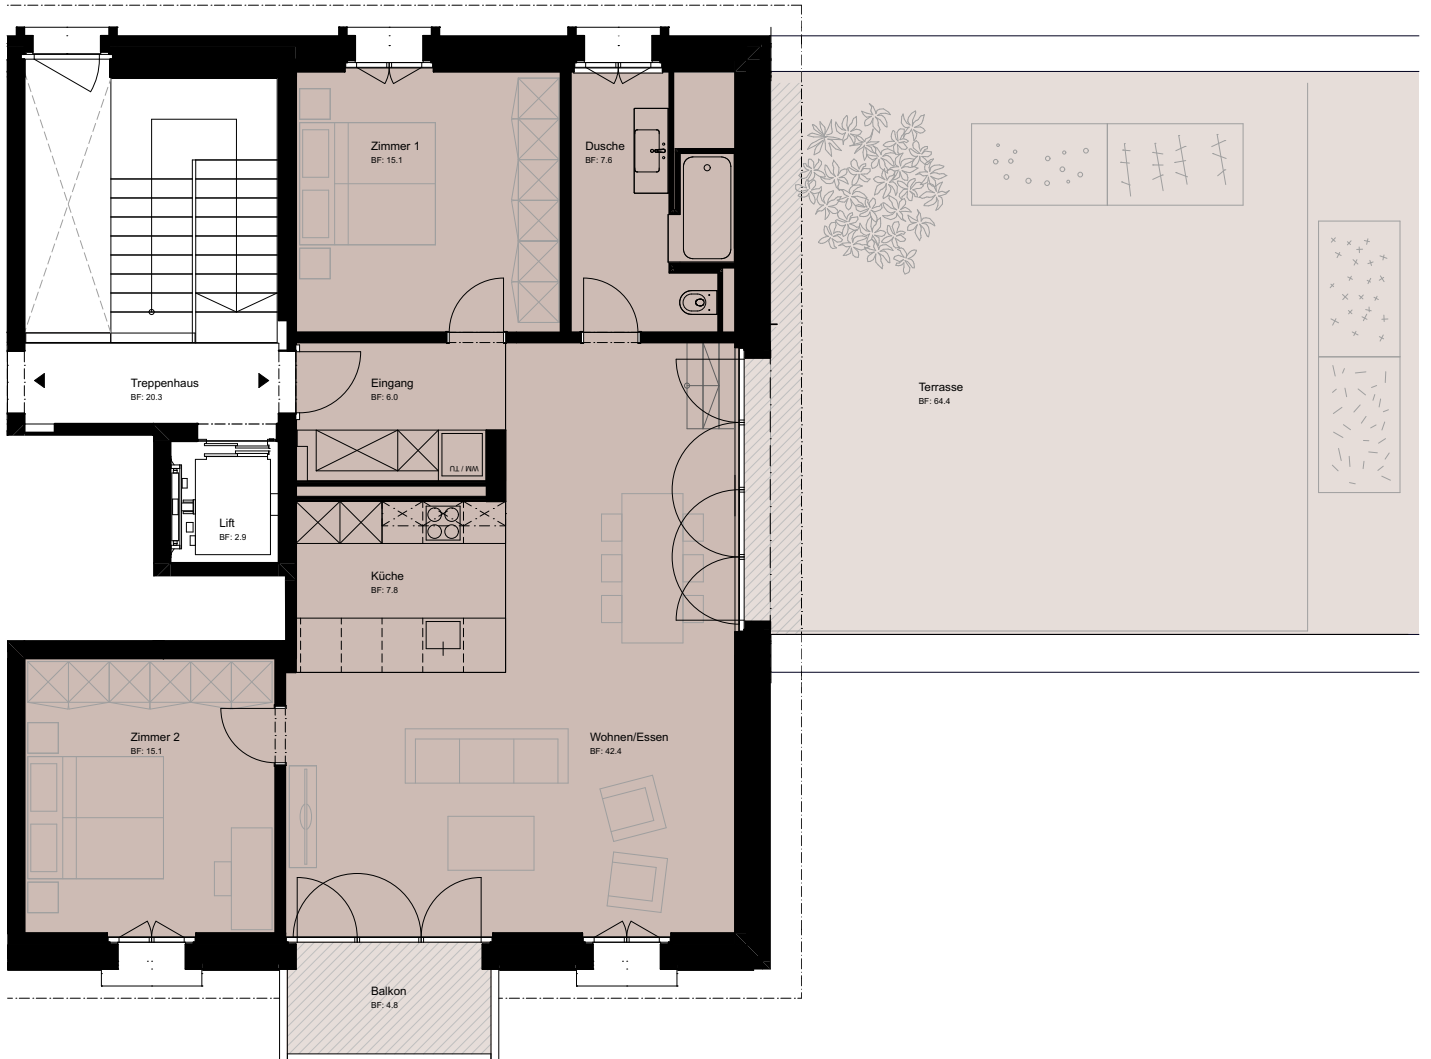 Zimmer 1
BF: 15.1
Dusche
BF: 7.6
Treppenhaus
BF: 20.3
Eingang
BF: 6.0
Terrasse
BF: 64.4
WM / TU
Lift
BF: 2.9
Küche
BF: 7.8
Zimmer 2
BF: 15.1
Wohnen/Essen
BF: 42.4
Balkon
BF: 4.8